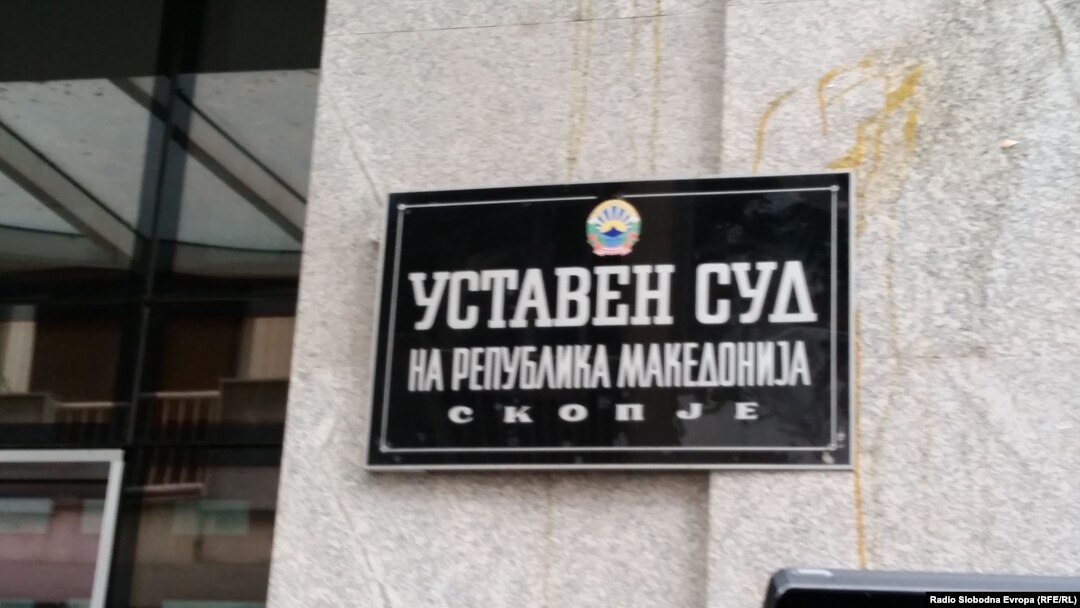 УСТАВЕН СУД
НА РЕПУБЛИКА МАКЕДОНИЈА
СКОПЈЕ
Radio Slobodna Evropa (RFE/RL)